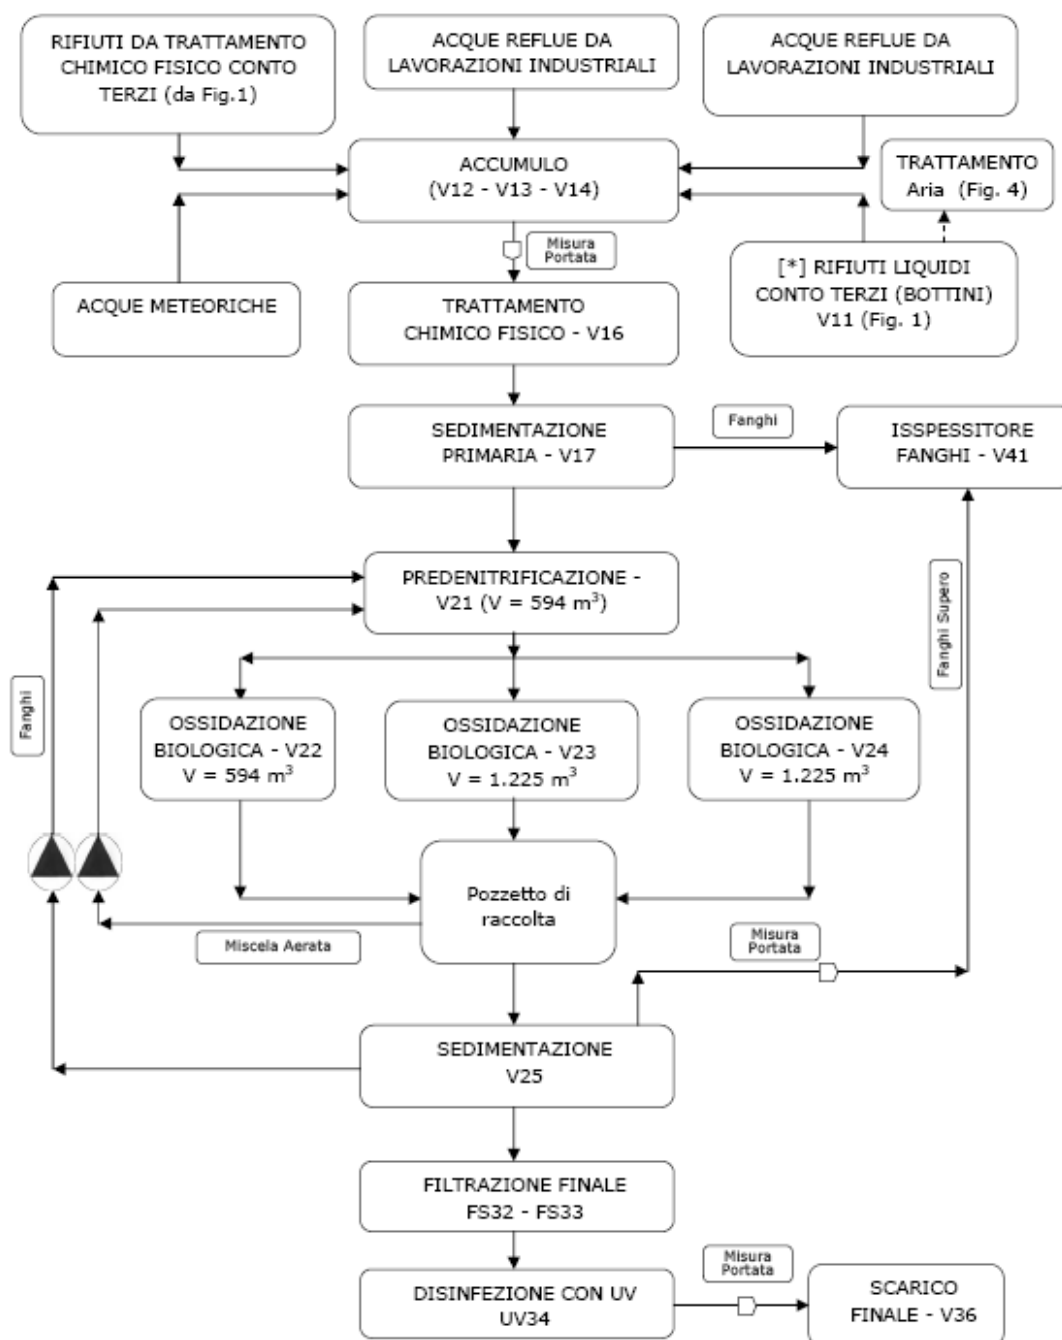 RIFIUTI DA TRATTAMENTO
CHIMICO FISICO CONTO
TERZI (da Fig.1)
ACQUE REFLUE DA
LAVORAZIONI INDUSTRIALI
ACQUE REFLUE DA
LAVORAZIONI INDUSTRIALI
ACCUMULO
(V12 - V13 - V14)
TRATTAMENTO
Aria (Fig. 4)
Misura
Portata
[*] RIFIUTI LIQUIDI
CONTO TERZI (BOTTINI)
V11 (Fig. 1)
ACQUE METEORICHE
TRATTAMENTO
CHIMICO FISICO - V16
SEDIMENTAZIONE
PRIMARIA - V17
Fanghi
ISSPESSITORE
FANGHI - V41
PREDENITRIFICAZIONE -
V21 (V = 594 m³)
Fanghi Supero
Fanghi
OSSIDAZIONE
BIOLOGICA - V22
V = 594 m³
OSSIDAZIONE
BIOLOGICA - V23
V = 1.225 m³
OSSIDAZIONE
BIOLOGICA - V24
V = 1.225 m³
Pozzetto di
raccolta
Miscela Aerata
Misura
Portata
SEDIMENTAZIONE
V25
FILTRAZIONE FINALE
FS32 - FS33
DISINFEZIONE CON UV
UV34
Misura
Portata
SCARICO
FINALE - V36